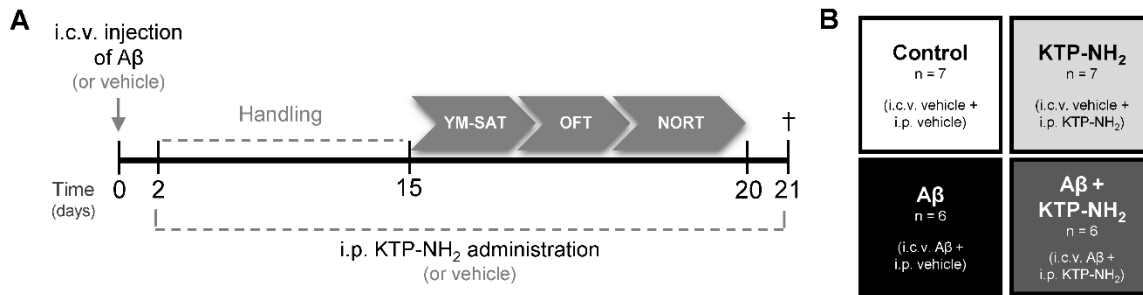 A
i.c.v. injection
of Aβ
(or vehicle)
Handling
YM-SAT
OFT
NORT
†
Time
(days)
0
2
15
20
21
i.p. KTP-NH₂ administration
(or vehicle)
B
Control
n = 7
(i.c.v. vehicle +
i.p. vehicle)
KTP-NH₂
n = 7
(i.c.v. vehicle +
i.p. KTP-NH₂)
Aβ
n = 6
(i.c.v. Aβ +
i.p. vehicle)
Aβ +
KTP-NH₂
n = 6
(i.c.v. Aβ +
i.p. KTP-NH₂)